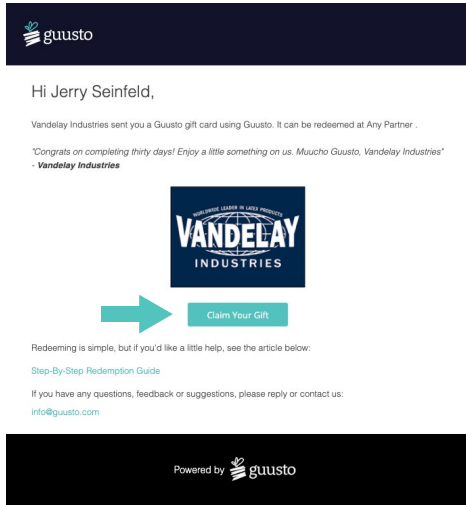 guusto
Hi Jerry Seinfeld,
Vandelay Industries sent you a Guusto gift card using Guusto. It can be redeemed at Any Partner .
"Congrats on completing thirty days! Enjoy a little something on us. Muucho Guusto, Vandelay Industries"
- Vandelay Industries
WORLDWIDE LEADER IN LATEX PRODUCTS
VANDELAY
INDUSTRIES
Claim Your Gift
Redeeming is simple, but if you'd like a little help, see the article below:
Step-By-Step Redemption Guide
If you have any questions, feedback or suggestions, please reply or contact us:
info@guusto.com
Powered by guusto